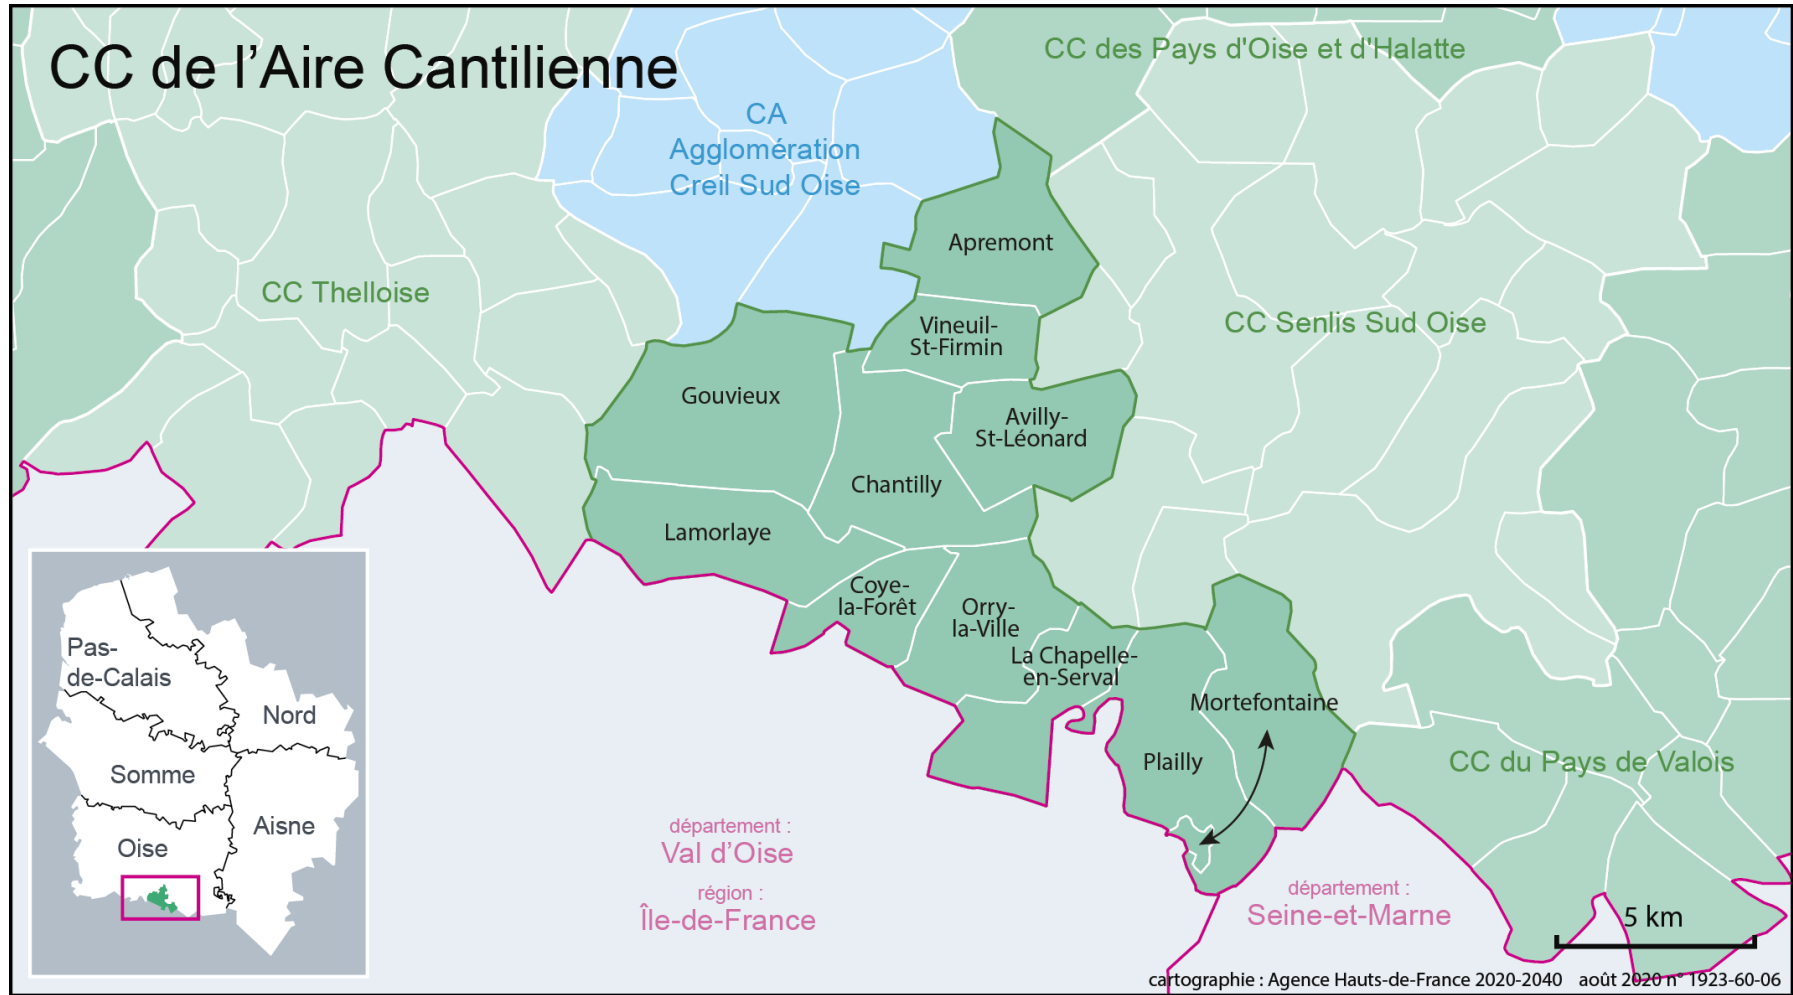 CC de l’Aire Cantilienne
CC des Pays d'Oise et d'Halatte
CA
Agglomération
Creil Sud Oise
Apremont
CC Thelloise
Vineuil-
St-Firmin
CC Senlis Sud Oise
Gouvieux
Avilly-
St-Léonard
Chantilly
Lamorlaye
Coye-
la-Forêt
Orry-
la-Ville
La Chapelle-
en-Serval
Mortefontaine
Plailly
CC du Pays de Valois
Pas-
de-Calais
Nord
Somme
Aisne
Oise
département :
Val d’Oise
région :
Île-de-France
département :
Seine-et-Marne
5 km
cartographie : Agence Hauts-de-France 2020-2040 août 2020 n° 1923-60-06